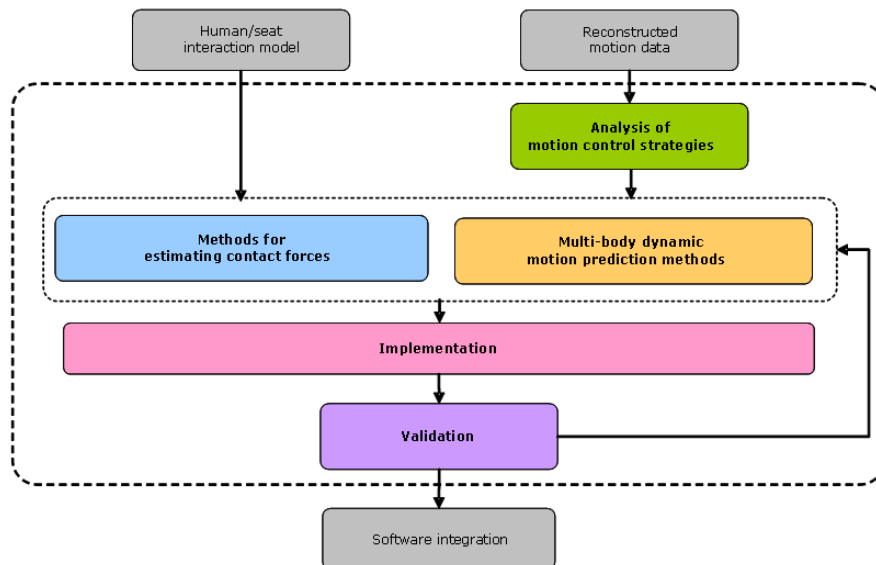 Human/seat
interaction model
Reconstructed
motion data
Analysis of
motion control strategies
Methods for
estimating contact forces
Multi-body dynamic
motion prediction methods
Implementation
Validation
Software integration